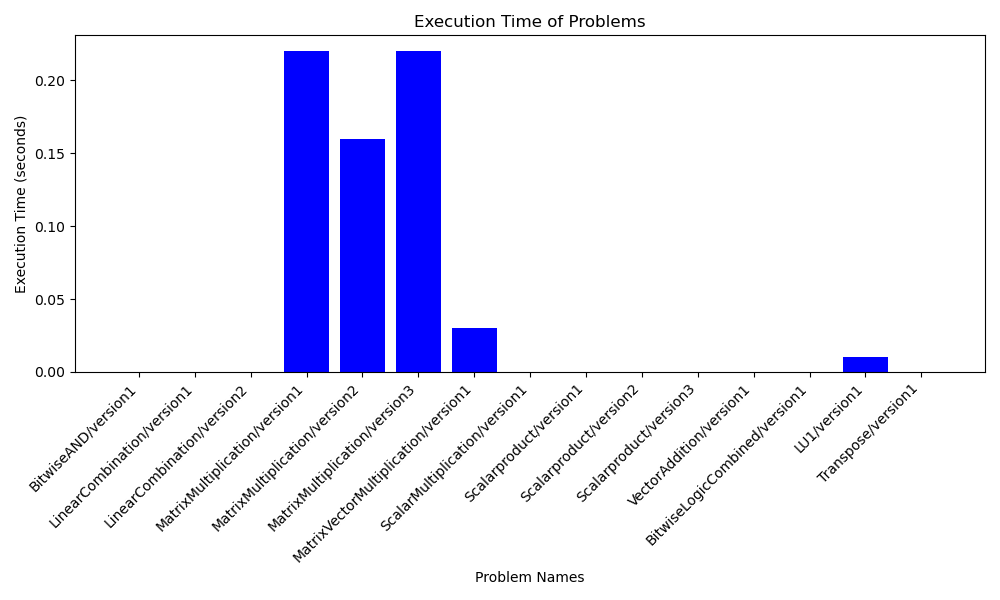 Execution Time of Problems
Execution Time (seconds)
0.20
0.15
0.10
0.05
0.00
BitwiseAND/version1
LinearCombination/version1
LinearCombination/version2
MatrixMultiplication/version1
MatrixMultiplication/version2
MatrixMultiplication/version3
MatrixVectorMultiplication/version1
ScalarMultiplication/version1
Scalarproduct/version1
Scalarproduct/version2
Scalarproduct/version3
VectorAddition/version1
BitwiseLogicCombined/version1
LU1/version1
Transpose/version1
Problem Names